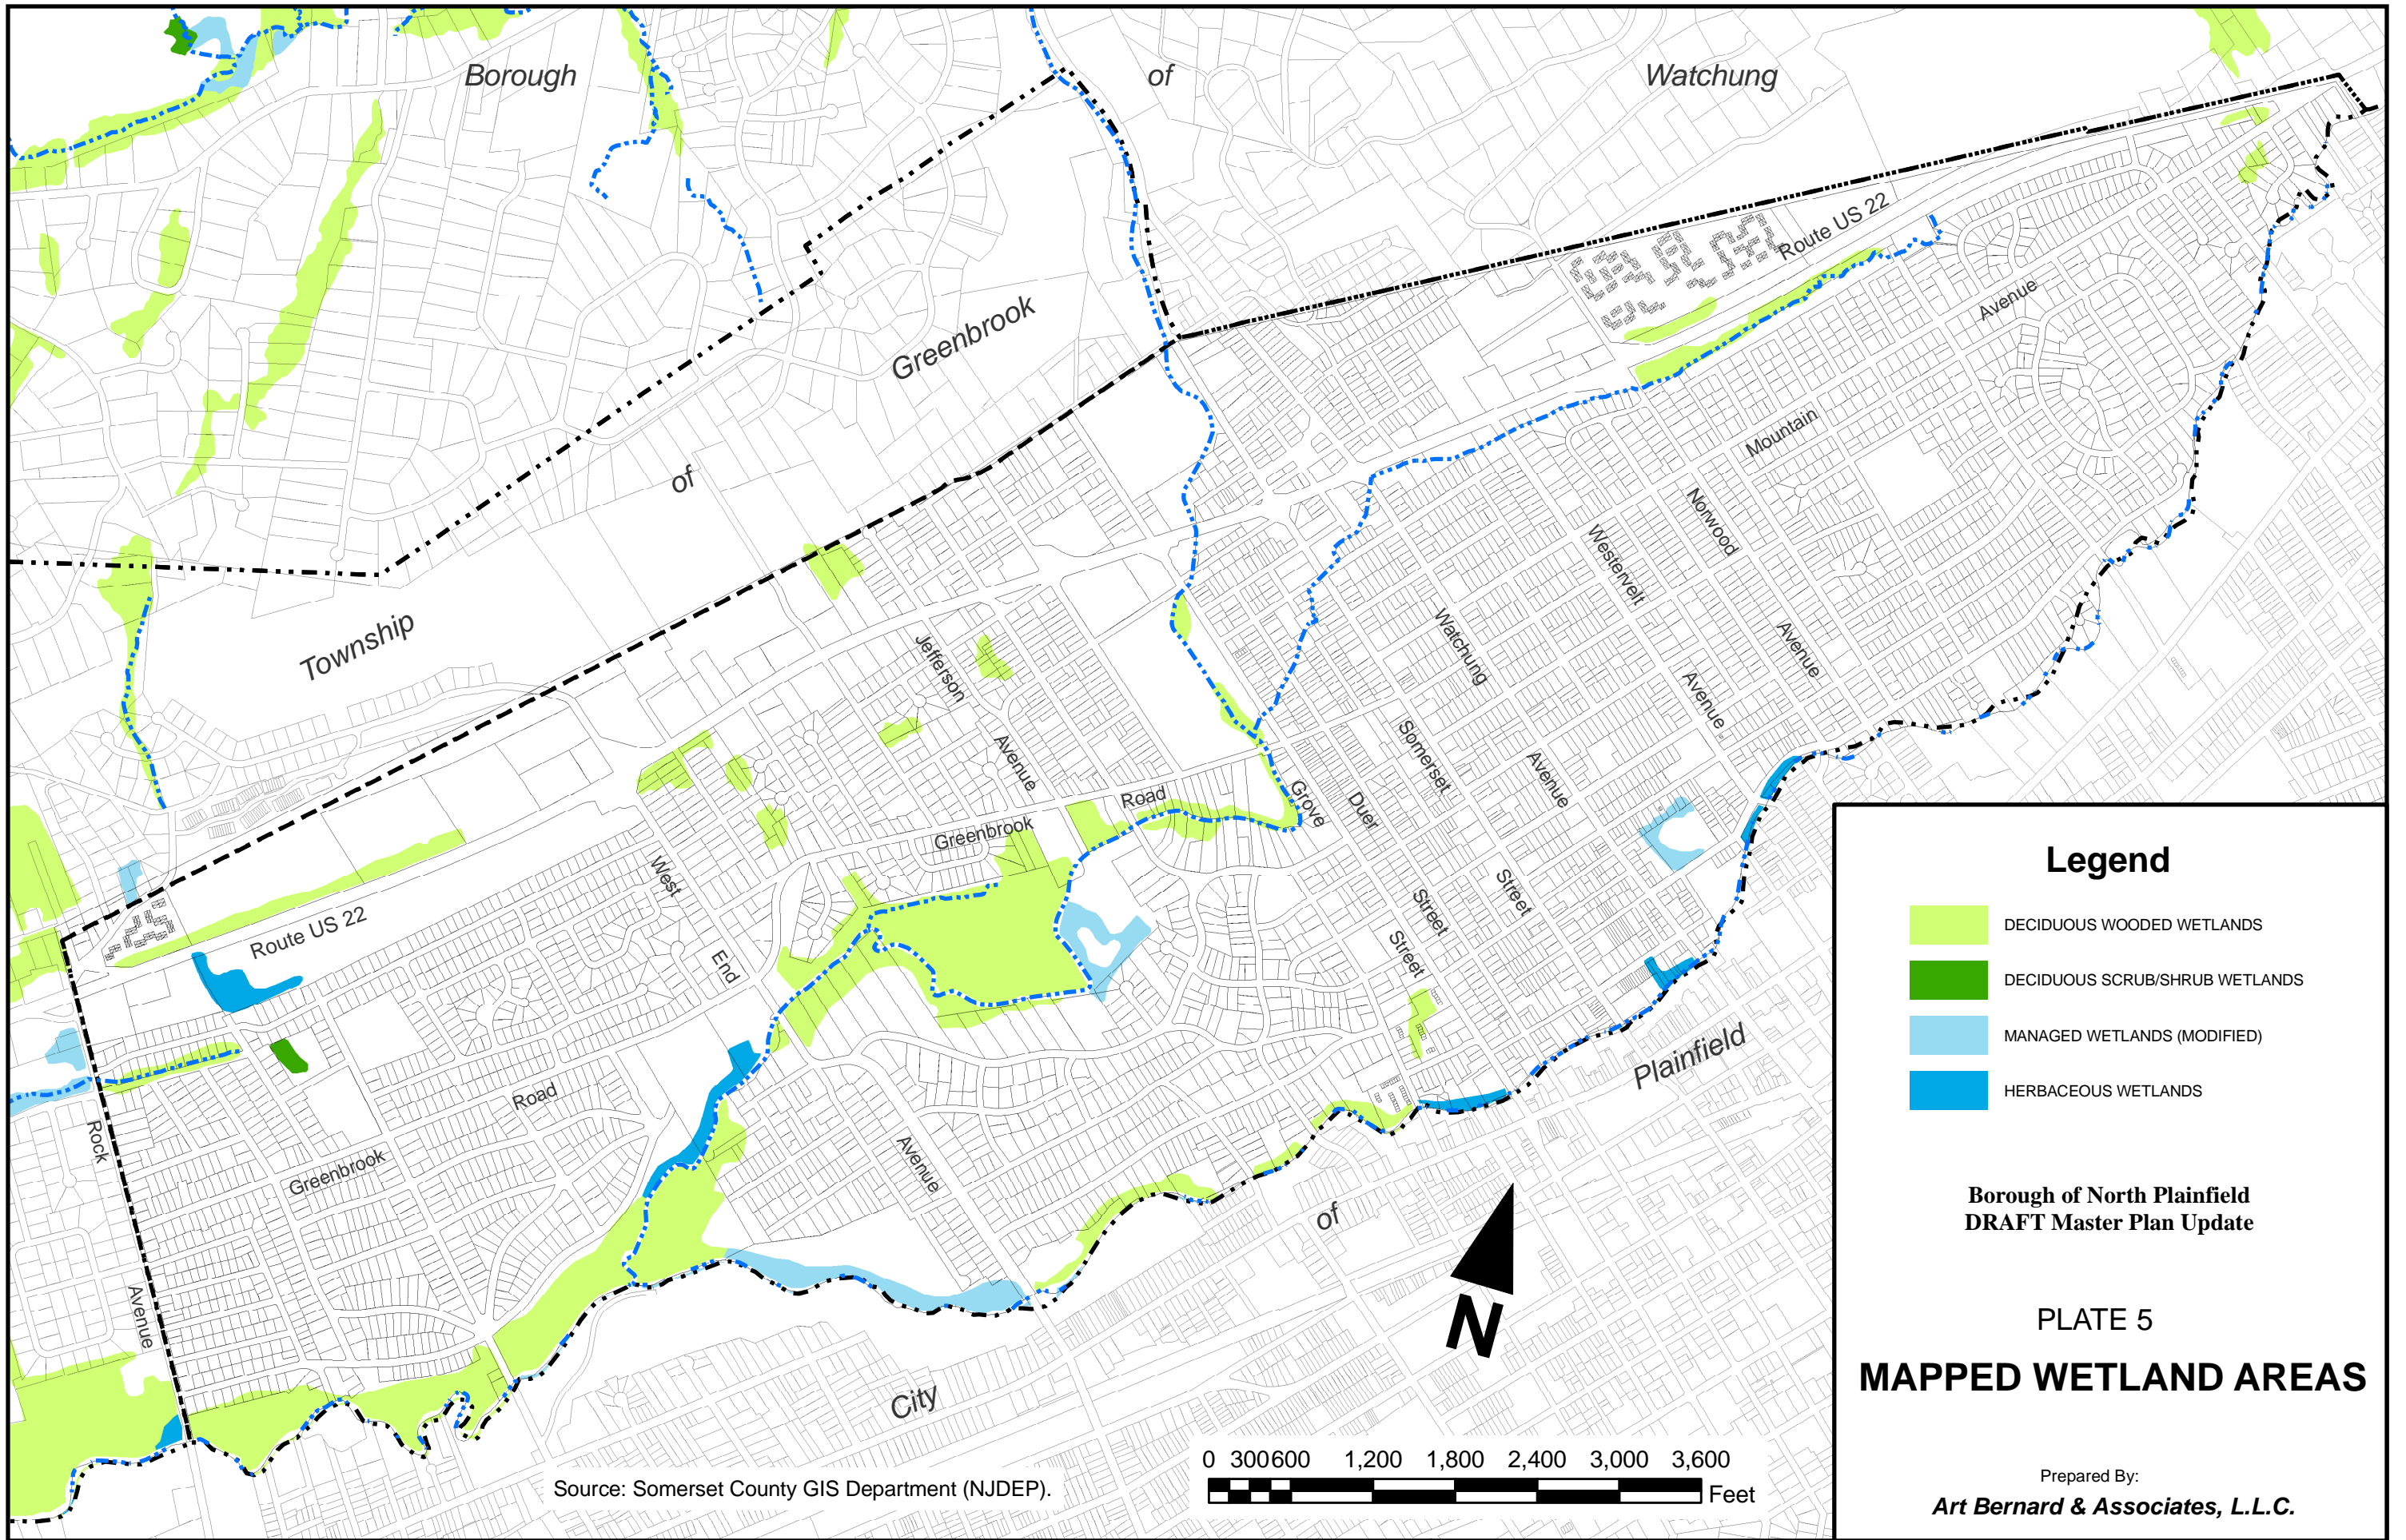 Borough
of
Watchung
Route US 22
Avenue
Greenbrook
Mountain
of
Norwood
Westervelt
Township
Watchung
Avenue
Jefferson
Avenue
Somerset
Avenue
Avenue
Road
Grove
Duer
Greenbrook
West
Street
Street
Route US 22
End
Street
Plainfield
Road
Rock
Avenue
Greenbrook
of
Avenue
N
City
Source: Somerset County GIS Department (NJDEP).
0 300 600 1,200 1,800 2,400 3,000 3,600
Feet
Legend
DECIDUOUS WOODED WETLANDS
DECIDUOUS SCRUB/SHRUB WETLANDS
MANAGED WETLANDS (MODIFIED)
HERBACEOUS WETLANDS
Borough of North Plainfield
DRAFT Master Plan Update
PLATE 5
MAPPED WETLAND AREAS
Prepared By:
Art Bernard & Associates, L.L.C.